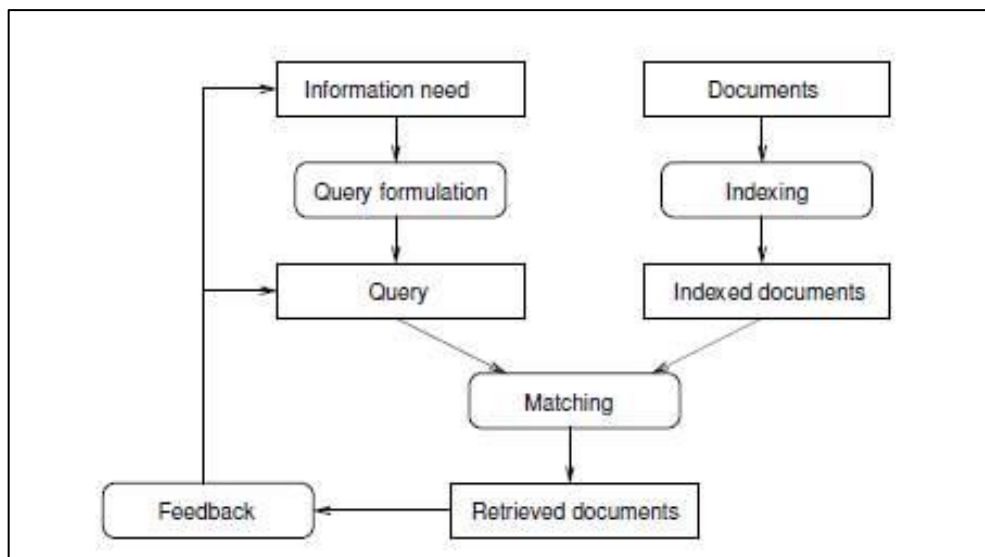 Information need
Documents
Query formulation
Indexing
Query
Indexed documents
Matching
Feedback
Retrieved documents